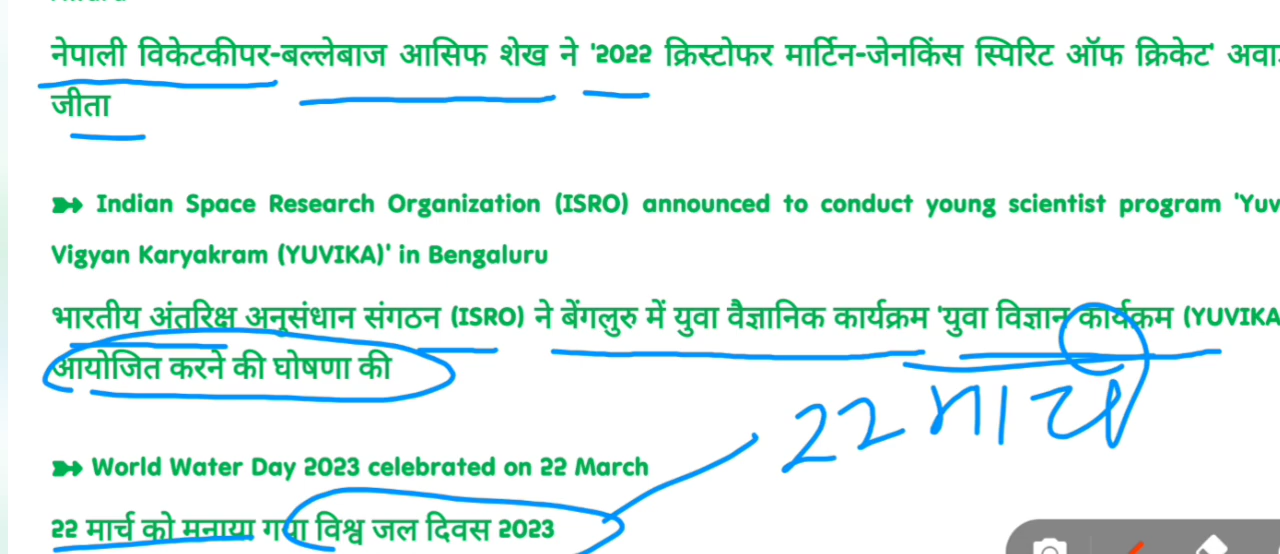 नेपाली विकेटकीपर-बल्लेबाज आसिफ शेख ने '2022 क्रिस्टोफर मार्टिन-जेनकिंस स्पिरिट ऑफ क्रिकेट'
जीता
Indian Space Research Organization (ISRO) announced to conduct young scientist program
Vigyan Karyakram (YUVIKA)' in Bengaluru
भारतीय अंतरिक्ष अनुसंधान संगठन (ISRO) ने बेंगलुरु में युवा वैज्ञानिक कार्यक्रम 'युवा विज्ञान कार्यक्रम (YUVIKA
आयोजित करने की घोषणा की
22 मार्च
World Water Day 2023 celebrated on 22 March
22 मार्च को मनाया गया विश्व जल दिवस 2023